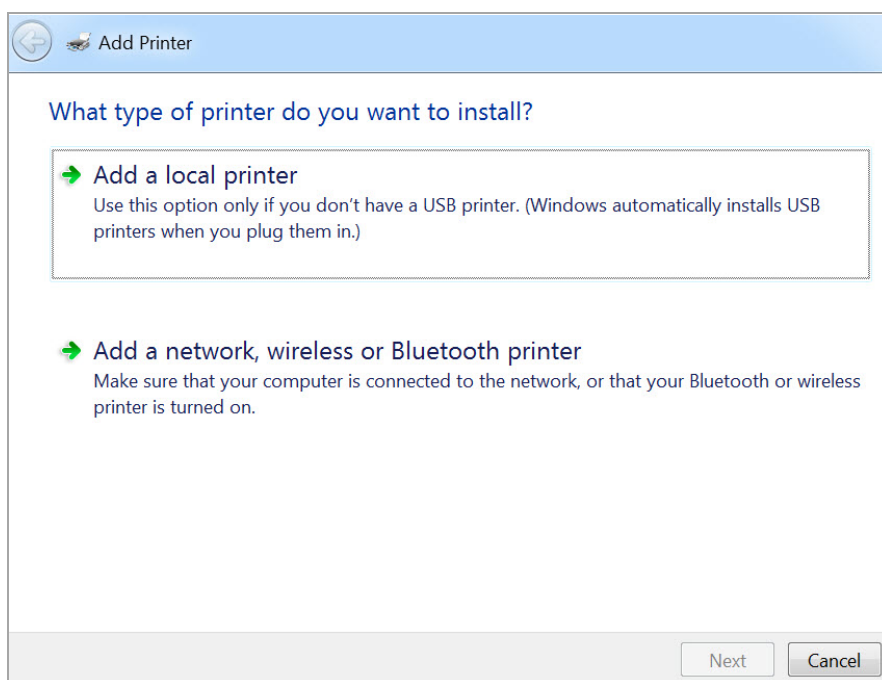 Add Printer
What type of printer do you want to install?
Add a local printer
Use this option only if you don't have a USB printer. (Windows automatically installs USB
printers when you plug them in.)
Add a network, wireless or Bluetooth printer
Make sure that your computer is connected to the network, or that your Bluetooth or wireless
printer is turned on.
Next
Cancel